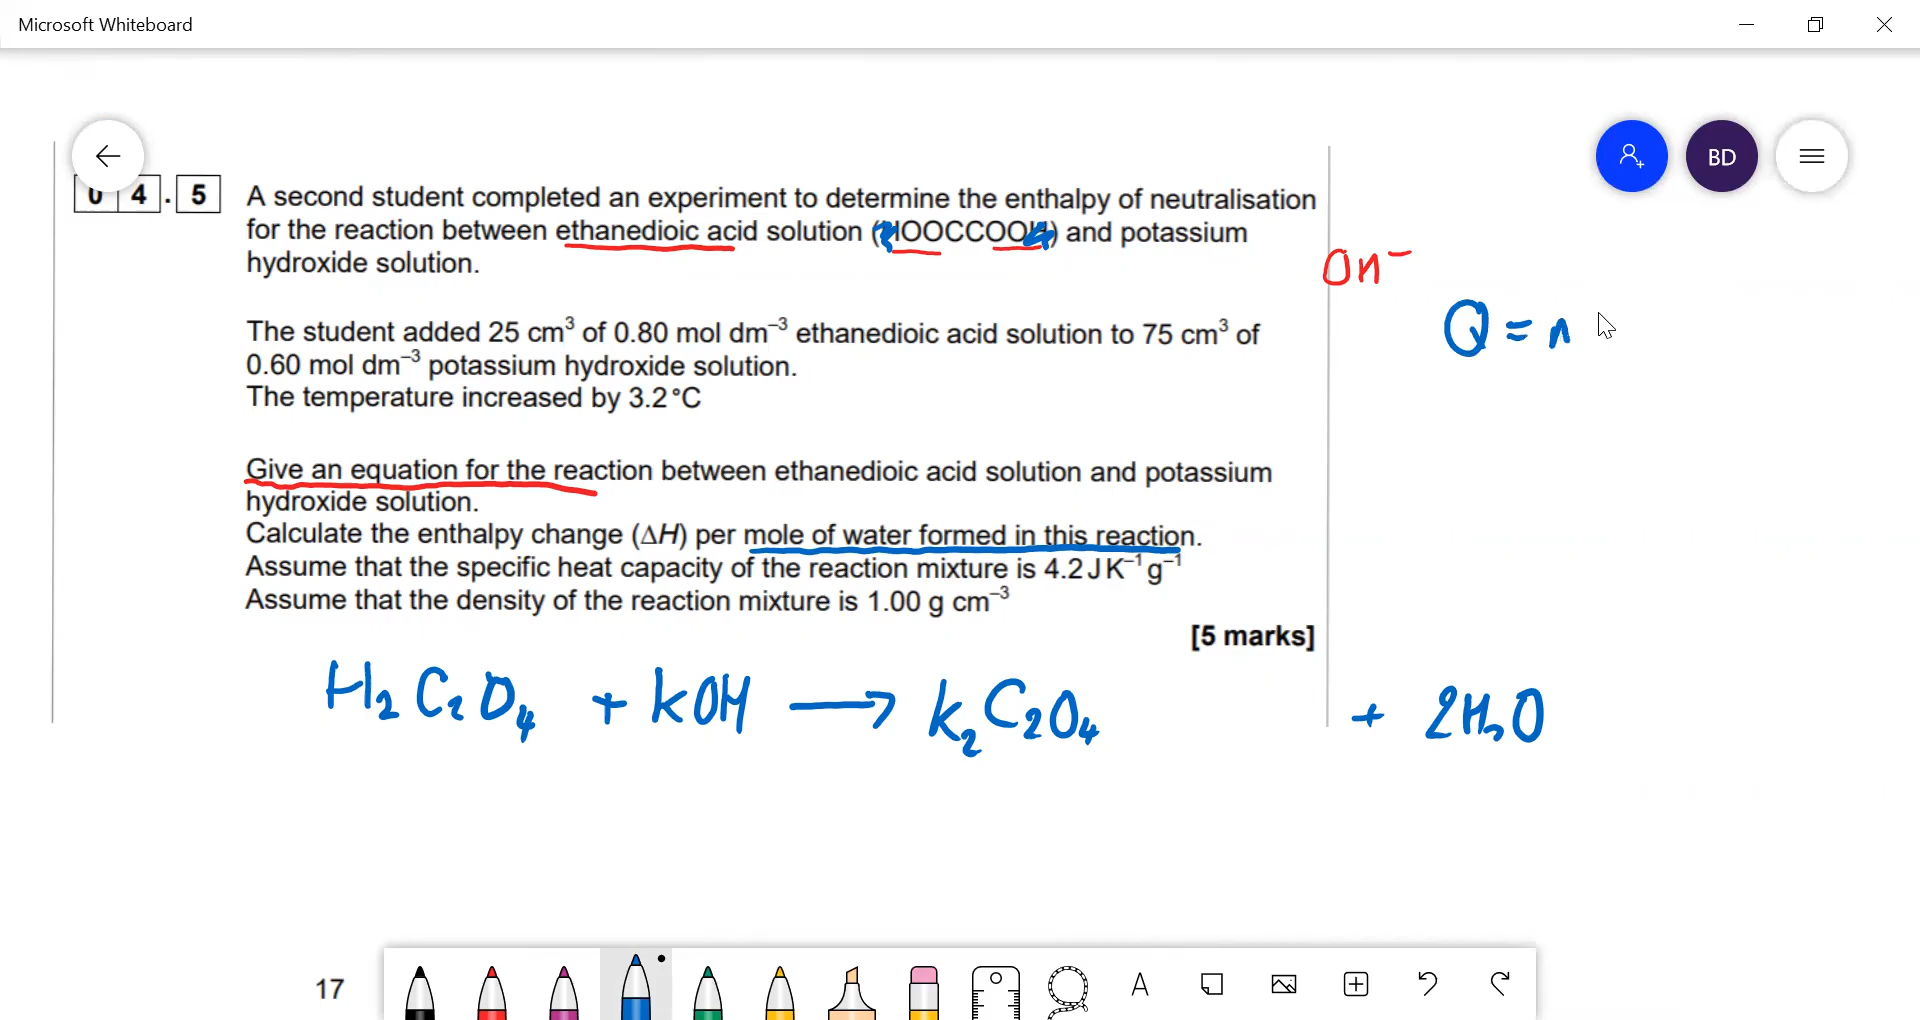 Microsoft Whiteboard
BD
0 4 . 5 A second student completed an experiment to determine the enthalpy of neutralisation
for the reaction between ethanedioic acid solution (HOOCCOOH) and potassium
hydroxide solution.
OH⁻
Q = n
The student added 25 cm³ of 0.80 mol dm⁻³ ethanedioic acid solution to 75 cm³ of
0.60 mol dm⁻³ potassium hydroxide solution.
The temperature increased by 3.2 °C
Give an equation for the reaction between ethanedioic acid solution and potassium
hydroxide solution.
Calculate the enthalpy change (ΔH) per mole of water formed in this reaction.
Assume that the specific heat capacity of the reaction mixture is 4.2 J K⁻¹ g⁻¹
Assume that the density of the reaction mixture is 1.00 g cm⁻³
[5 marks]
H₂C₂O₄ + KOH → K₂C₂O₄ + 2H₂O
17
A